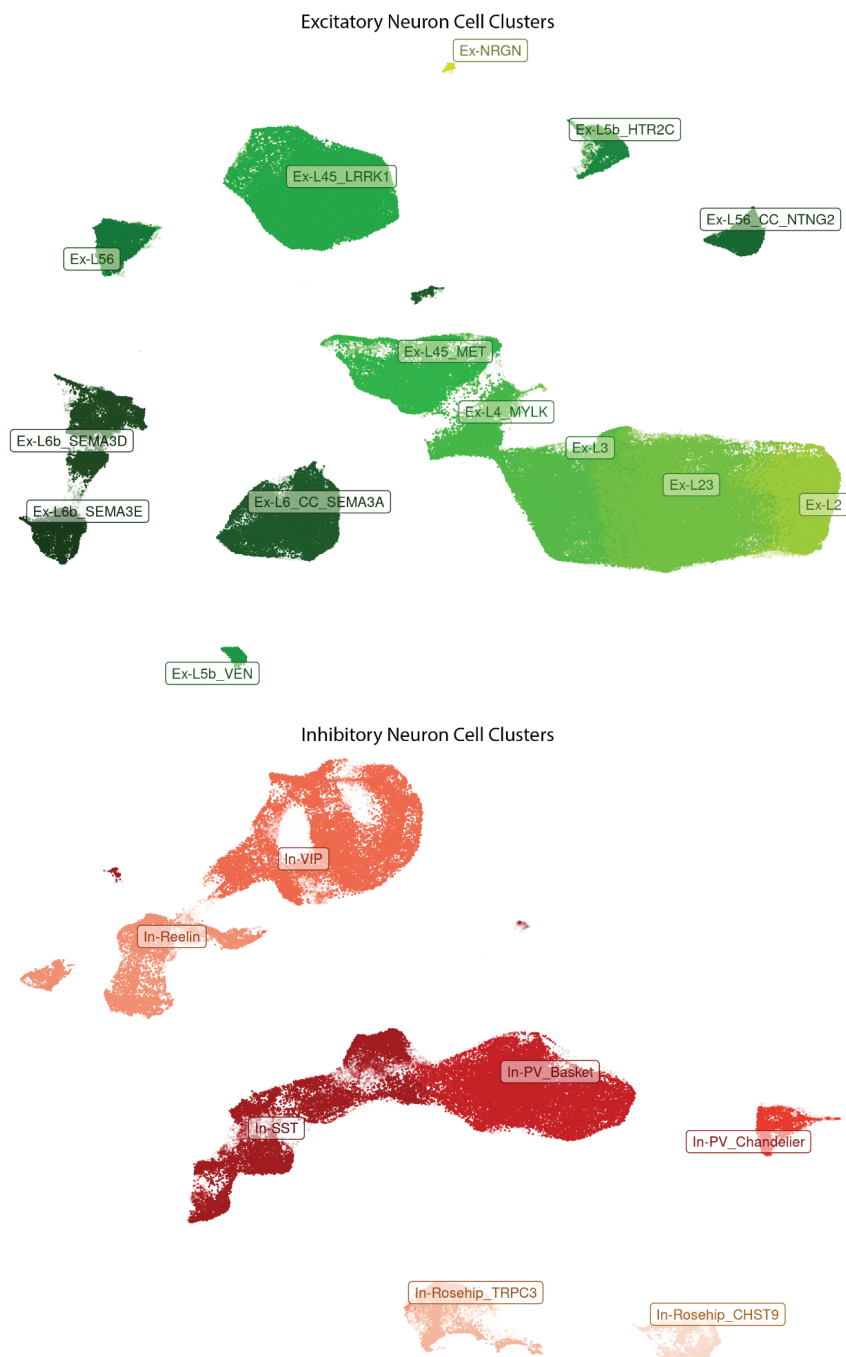 Excitatory Neuron Cell Clusters
Ex-NRGN
Ex-L5b_HTR2C
Ex-L45_LRRK1
Ex-L56_CC_NTNG2
Ex-L56
Ex-L45_MET
Ex-L4_MYLK
Ex-L6b_SEMA3D
Ex-L3
Ex-L23
Ex-L6_CC_SEMA3A
Ex-L2
Ex-L6b_SEMA3E
Ex-L5b_VEN
Inhibitory Neuron Cell Clusters
In-VIP
In-Reelin
In-PV_Basket
In-SST
In-PV_Chandelier
In-Rosehip_TRPC3
In-Rosehip_CHST9